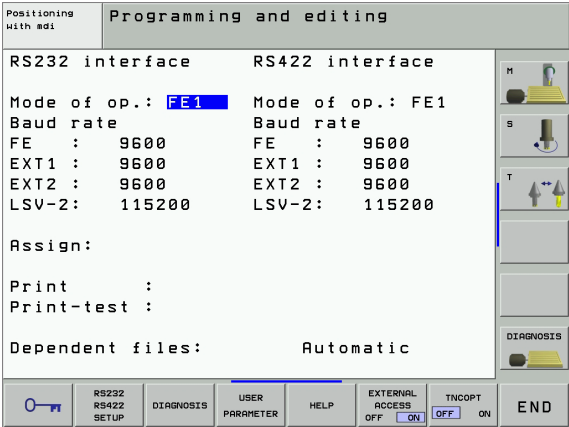 Positioning
with mdi
Programming and editing
RS232 interface RS422 interface
Mode of op.: FE1 Mode of op.: FE1
Baud rate Baud rate
FE : 9600 FE : 9600
EXT1 : 9600 EXT1 : 9600
EXT2 : 9600 EXT2 : 9600
LSV-2: 115200 LSV-2: 115200
Assign:
Print :
Print-test :
Dependent files: Automatic
M
S
T
DIAGNOSIS
RS232
RS422
SETUP
DIAGNOSIS
USER
PARAMETER
HELP
EXTERNAL
ACCESS
OFF ON
TNCOPT
OFF ON
END